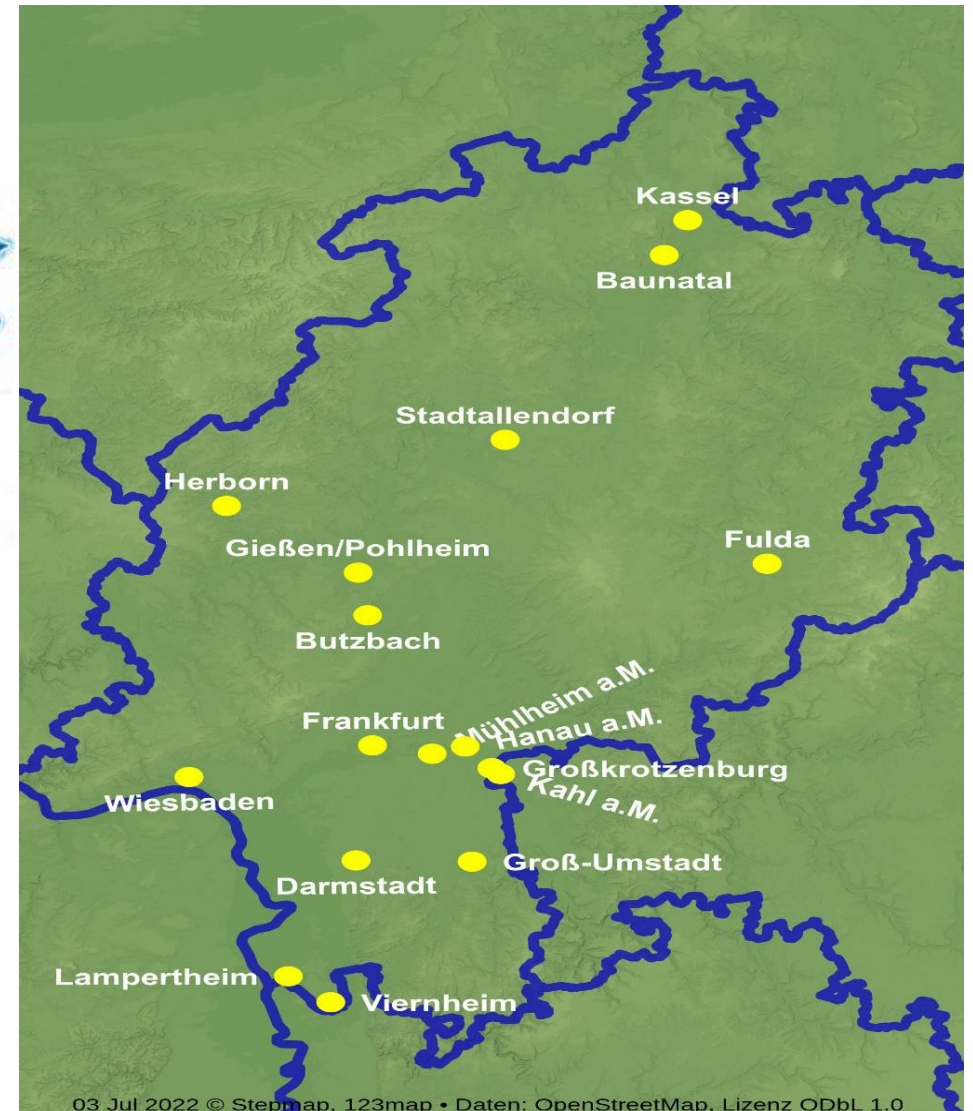 Kassel
Baunatal
Stadtallendorf
Herborn
Gießen/Pohlheim
Fulda
Butzbach
Mühlheim a.M.
Frankfurt
Hanau a.M.
Großkrotzenburg
Kahl a.M.
Wiesbaden
Darmstadt
Groß-Umstadt
Lampertheim
Viernheim
03 Jul 2022 © Stepmap, 123map • Daten: OpenStreetMap, Lizenz ODbL 1.0